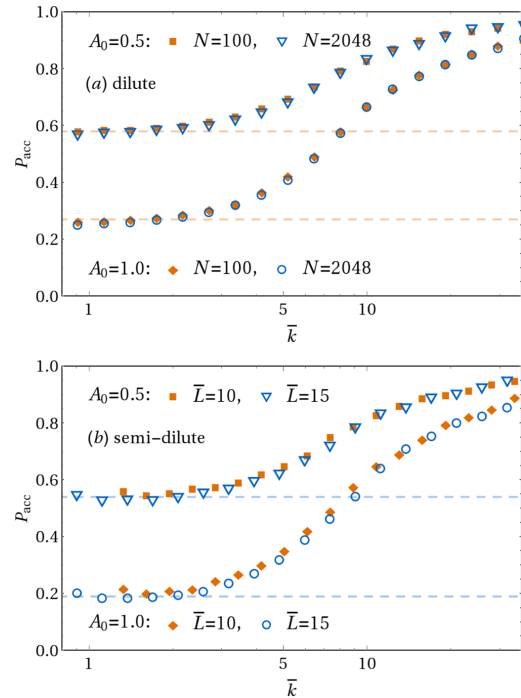 1.0
A₀=0.5: N=100, N=2048
(a) dilute
0.8
0.6
0.4
0.2
0.0
Pacc
A₀=1.0: N=100, N=2048
1 5 10
k̅
1.0
A₀=0.5: L̅=10, L̅=15
(b) semi–dilute
0.8
0.6
0.4
0.2
0.0
Pacc
A₀=1.0: L̅=10, L̅=15
1 5 10
k̅